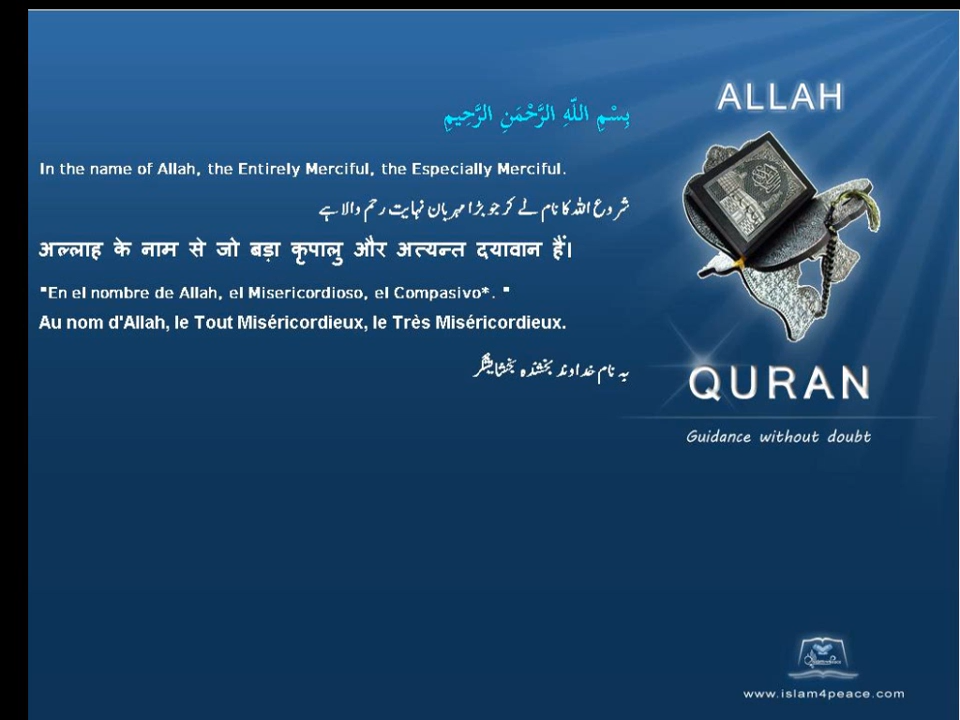 بِسْمِ اللّهِ الرَّحْمَنِ الرَّحِيمِ
In the name of Allah, the Entirely Merciful, the Especially Merciful.
شروع اللہ کا نام لے کر جو بڑا مہربان نہایت رحم والا ہے
अल्लाह के नाम से जो बड़ा कृपालु और अत्यन्त दयावान हैं।
"En el nombre de Allah, el Misericordioso, el Compasivo*. "
Au nom d'Allah, le Tout Miséricordieux, le Très Miséricordieux.
به نام خداوند بخشنده بخشایشگر
ALLAH
QURAN
Guidance without doubt
www.islam4peace.com